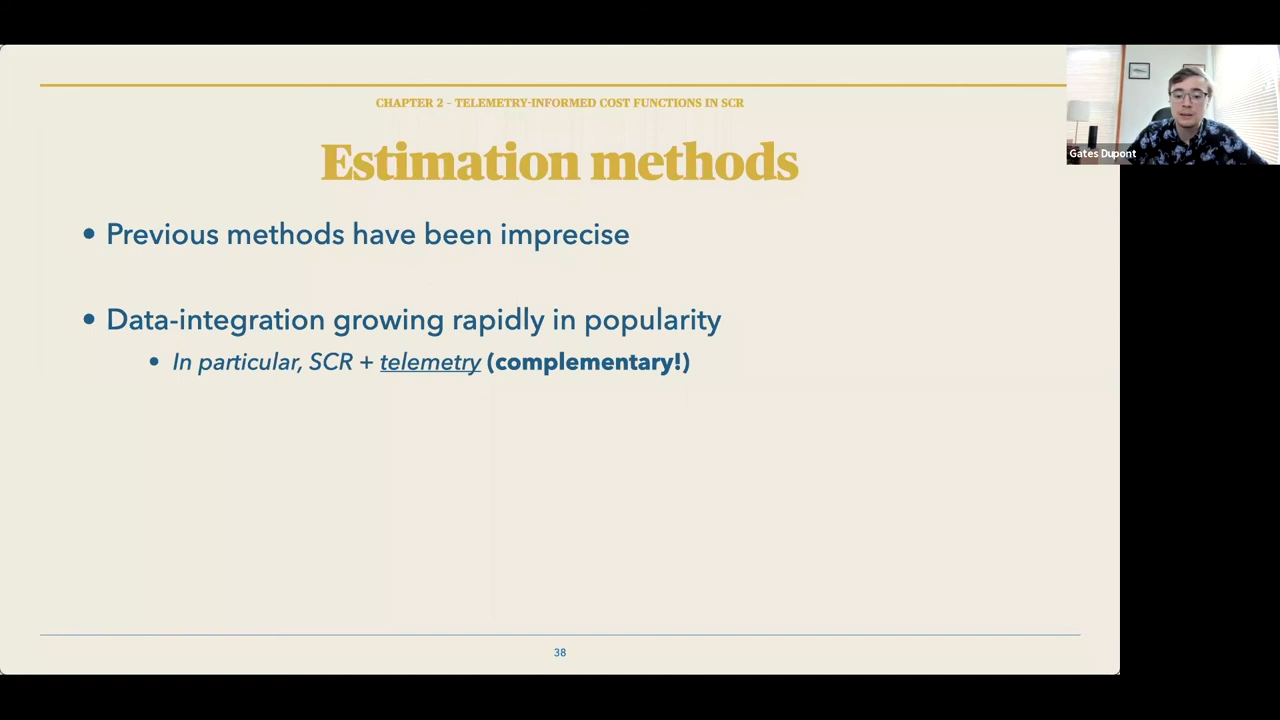 CHAPTER 2 – TELEMETRY-INFORMED COST FUNCTIONS IN SCR
Estimation methods
Gates Dupont
• Previous methods have been imprecise
• Data-integration growing rapidly in popularity
• In particular, SCR + telemetry (complementary!)
38